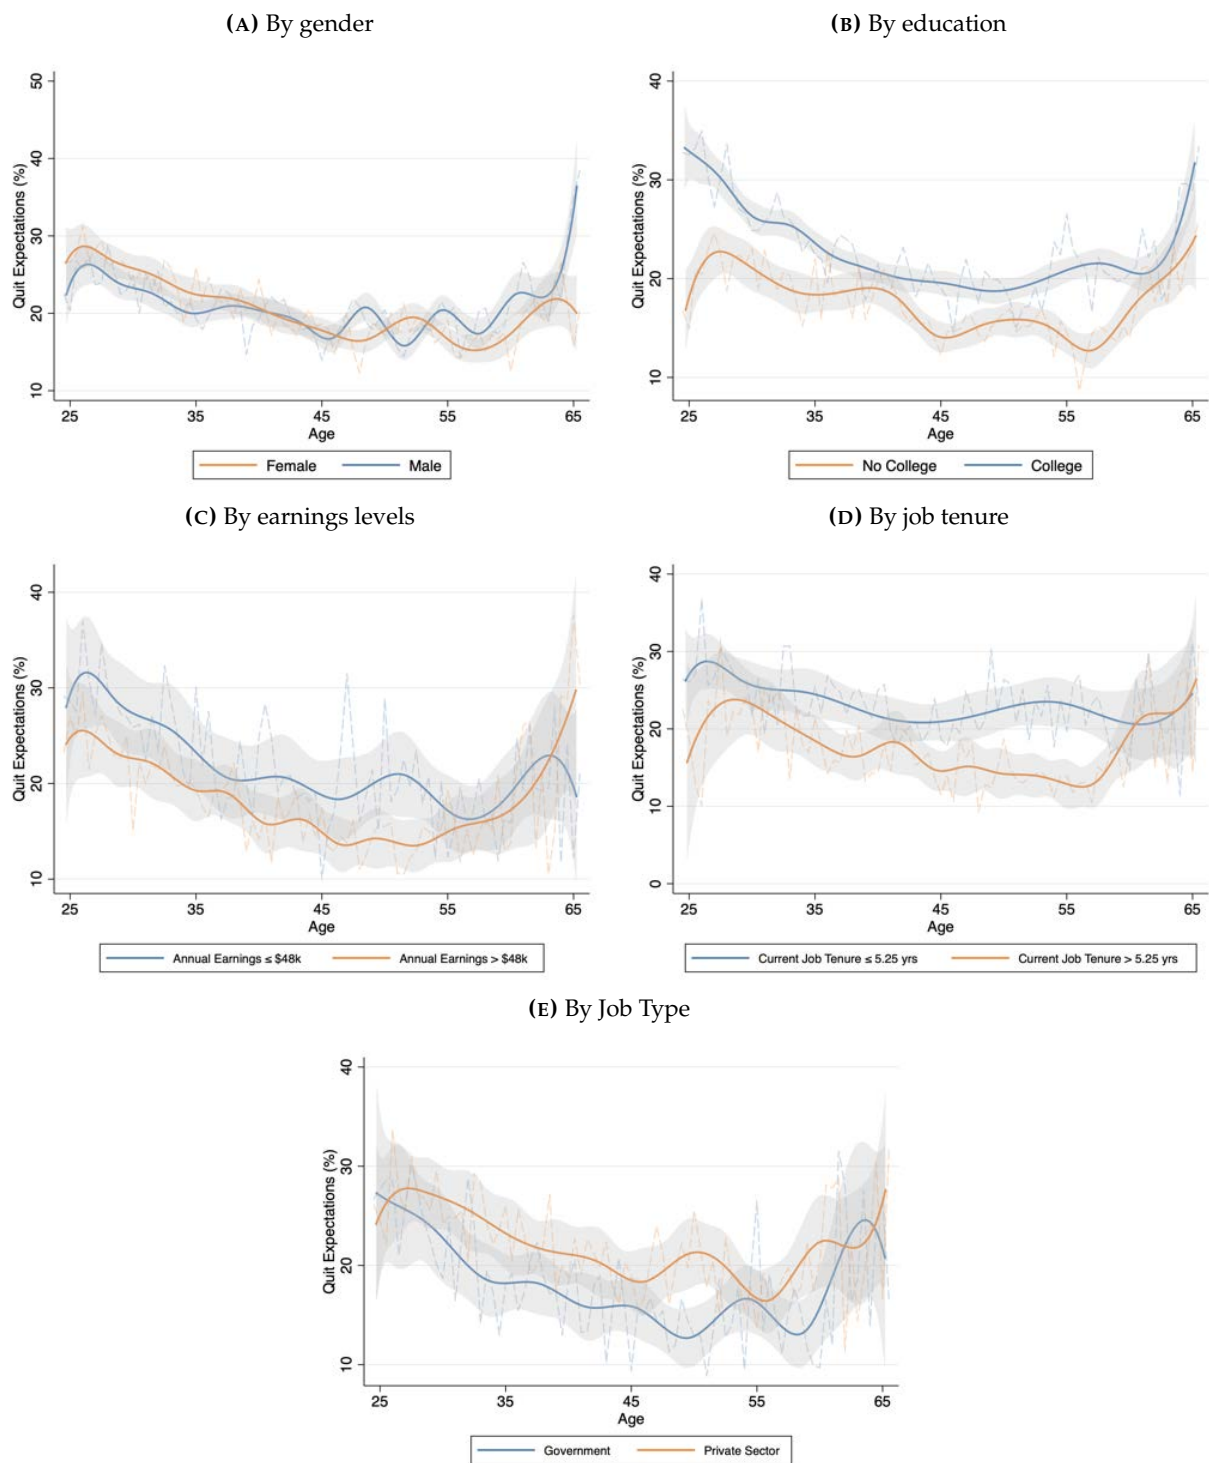 (A) By gender
(B) By education
Quit Expectations (%)
50
40
30
20
10
25 35 45 55 65
Age
Female Male
Quit Expectations (%)
40
30
20
10
25 35 45 55 65
Age
No College College
(C) By earnings levels
(D) By job tenure
Quit Expectations (%)
40
30
20
10
25 35 45 55 65
Age
Annual Earnings ≤ $48k Annual Earnings > $48k
Quit Expectations (%)
40
30
20
10
0
25 35 45 55 65
Age
Current Job Tenure ≤ 5.25 yrs Current Job Tenure > 5.25 yrs
(E) By Job Type
Quit Expectations (%)
40
30
20
10
25 35 45 55 65
Age
Government Private Sector